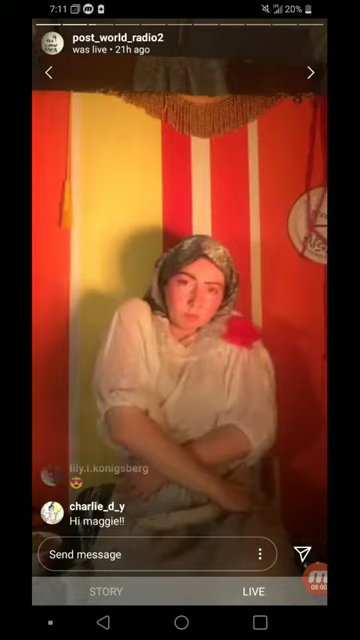 7:11
20%
post_world_radio2
was live • 21h ago
lily.i.konigsberg
😍
charlie_d_y
Hi maggie!!
Send message
STORY
LIVE